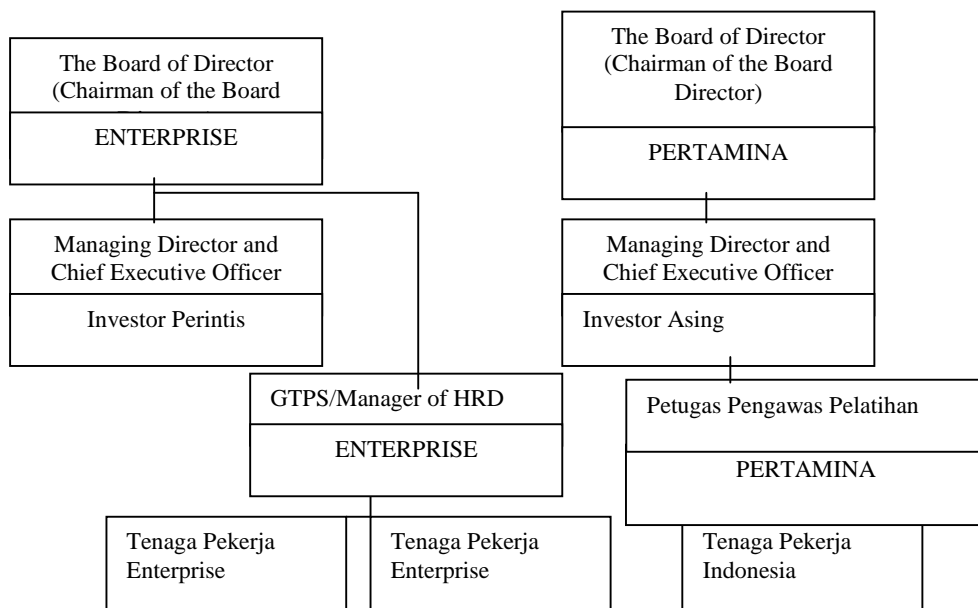 The Board of Director
(Chairman of the Board
ENTERPRISE
The Board of Director
(Chairman of the Board
Director)
PERTAMINA
Managing Director and
Chief Executive Officer
Investor Perintis
Managing Director and
Chief Executive Officer
Investor Asing
GTPS/Manager of HRD
ENTERPRISE
Petugas Pengawas Pelatihan
PERTAMINA
Tenaga Pekerja
Enterprise
Tenaga Pekerja
Enterprise
Tenaga Pekerja
Indonesia